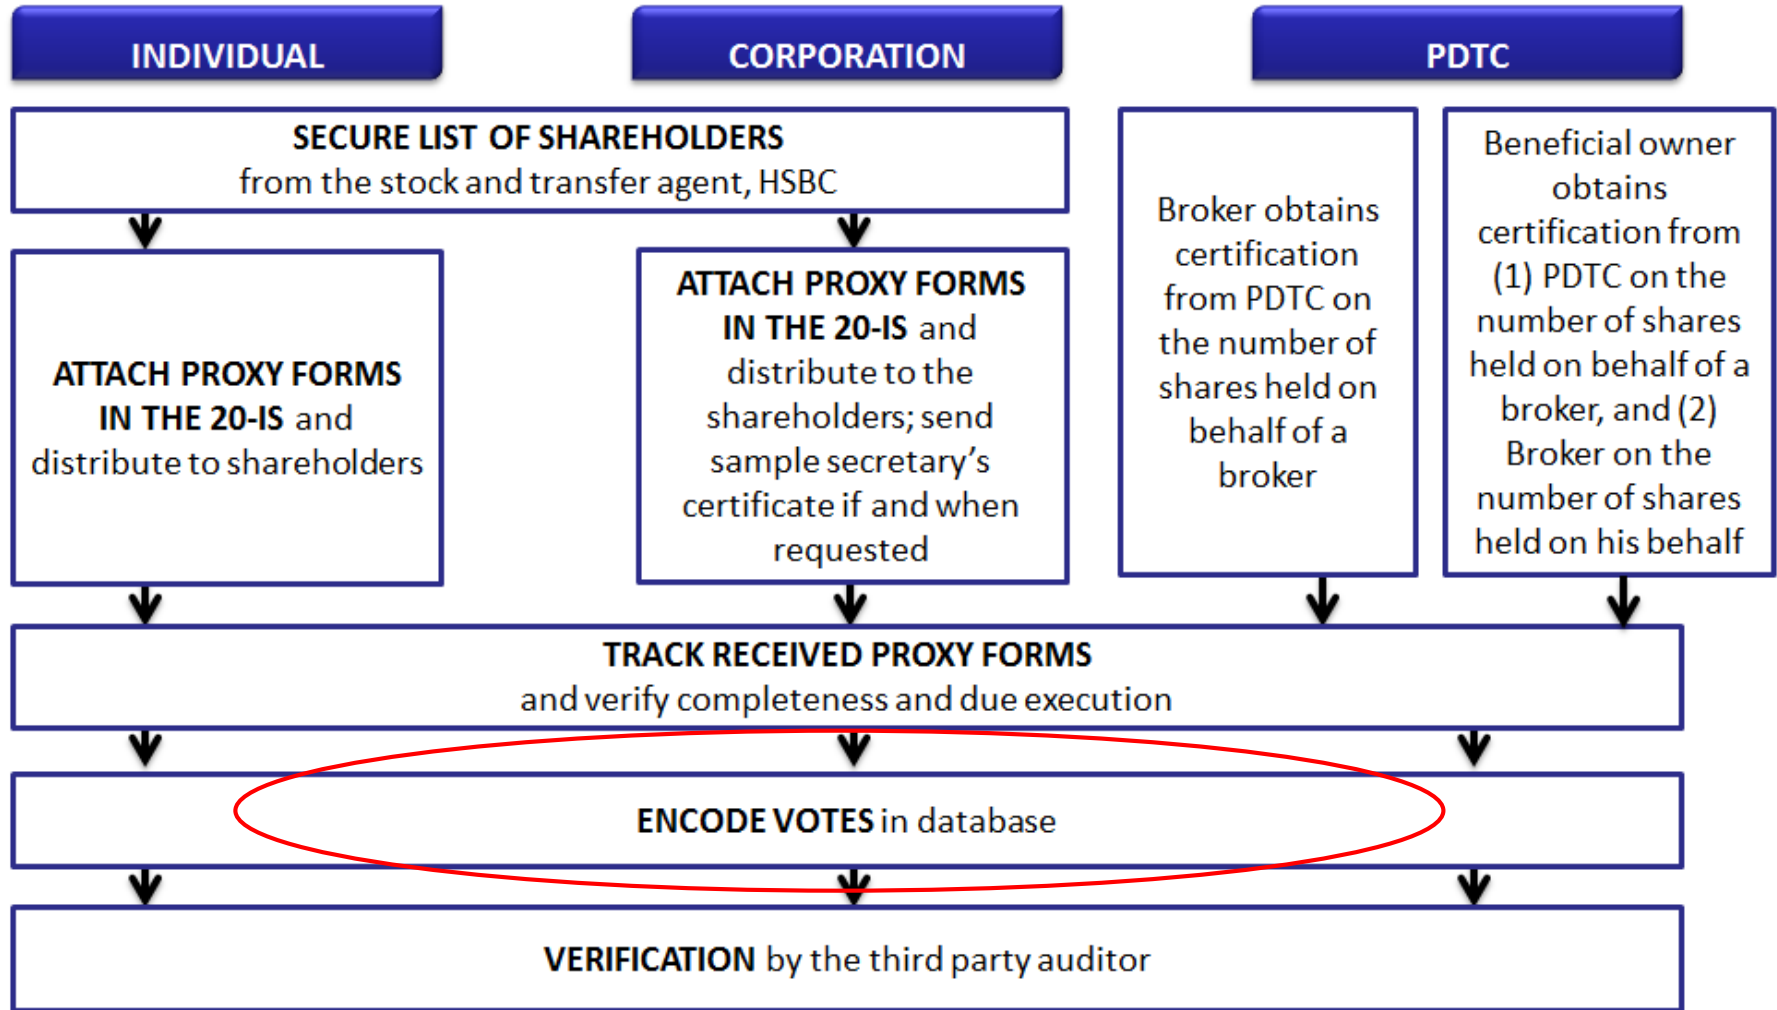 INDIVIDUAL
CORPORATION
PDTC
SECURE LIST OF SHAREHOLDERS
from the stock and transfer agent, HSBC
ATTACH PROXY FORMS
IN THE 20-IS and
distribute to shareholders
ATTACH PROXY FORMS
IN THE 20-IS and
distribute to the
shareholders; send
sample secretary’s
certificate if and when
requested
Broker obtains
certification
from PDTC on
the number of
shares held on
behalf of a
broker
Beneficial owner
obtains
certification from
(1) PDTC on the
number of shares
held on behalf of a
broker, and (2)
Broker on the
number of shares
held on his behalf
TRACK RECEIVED PROXY FORMS
and verify completeness and due execution
ENCODE VOTES in database
VERIFICATION by the third party auditor